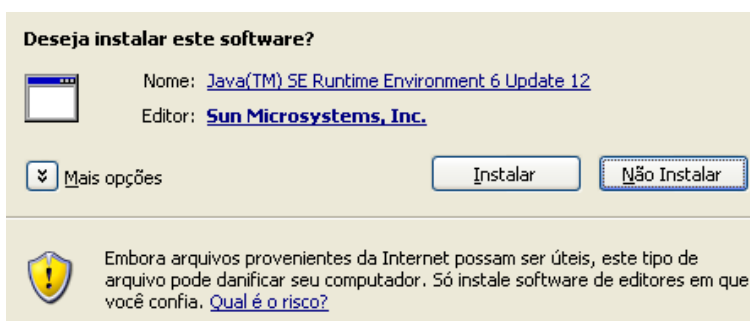 Deseja instalar este software?
Nome: Java(TM) SE Runtime Environment 6 Update 12
Editor: Sun Microsystems, Inc.
Mais opções
Instalar
Não Instalar
Embora arquivos provenientes da Internet possam ser úteis, este tipo de
arquivo pode danificar seu computador. Só instale software de editores em que
você confia. Qual é o risco?